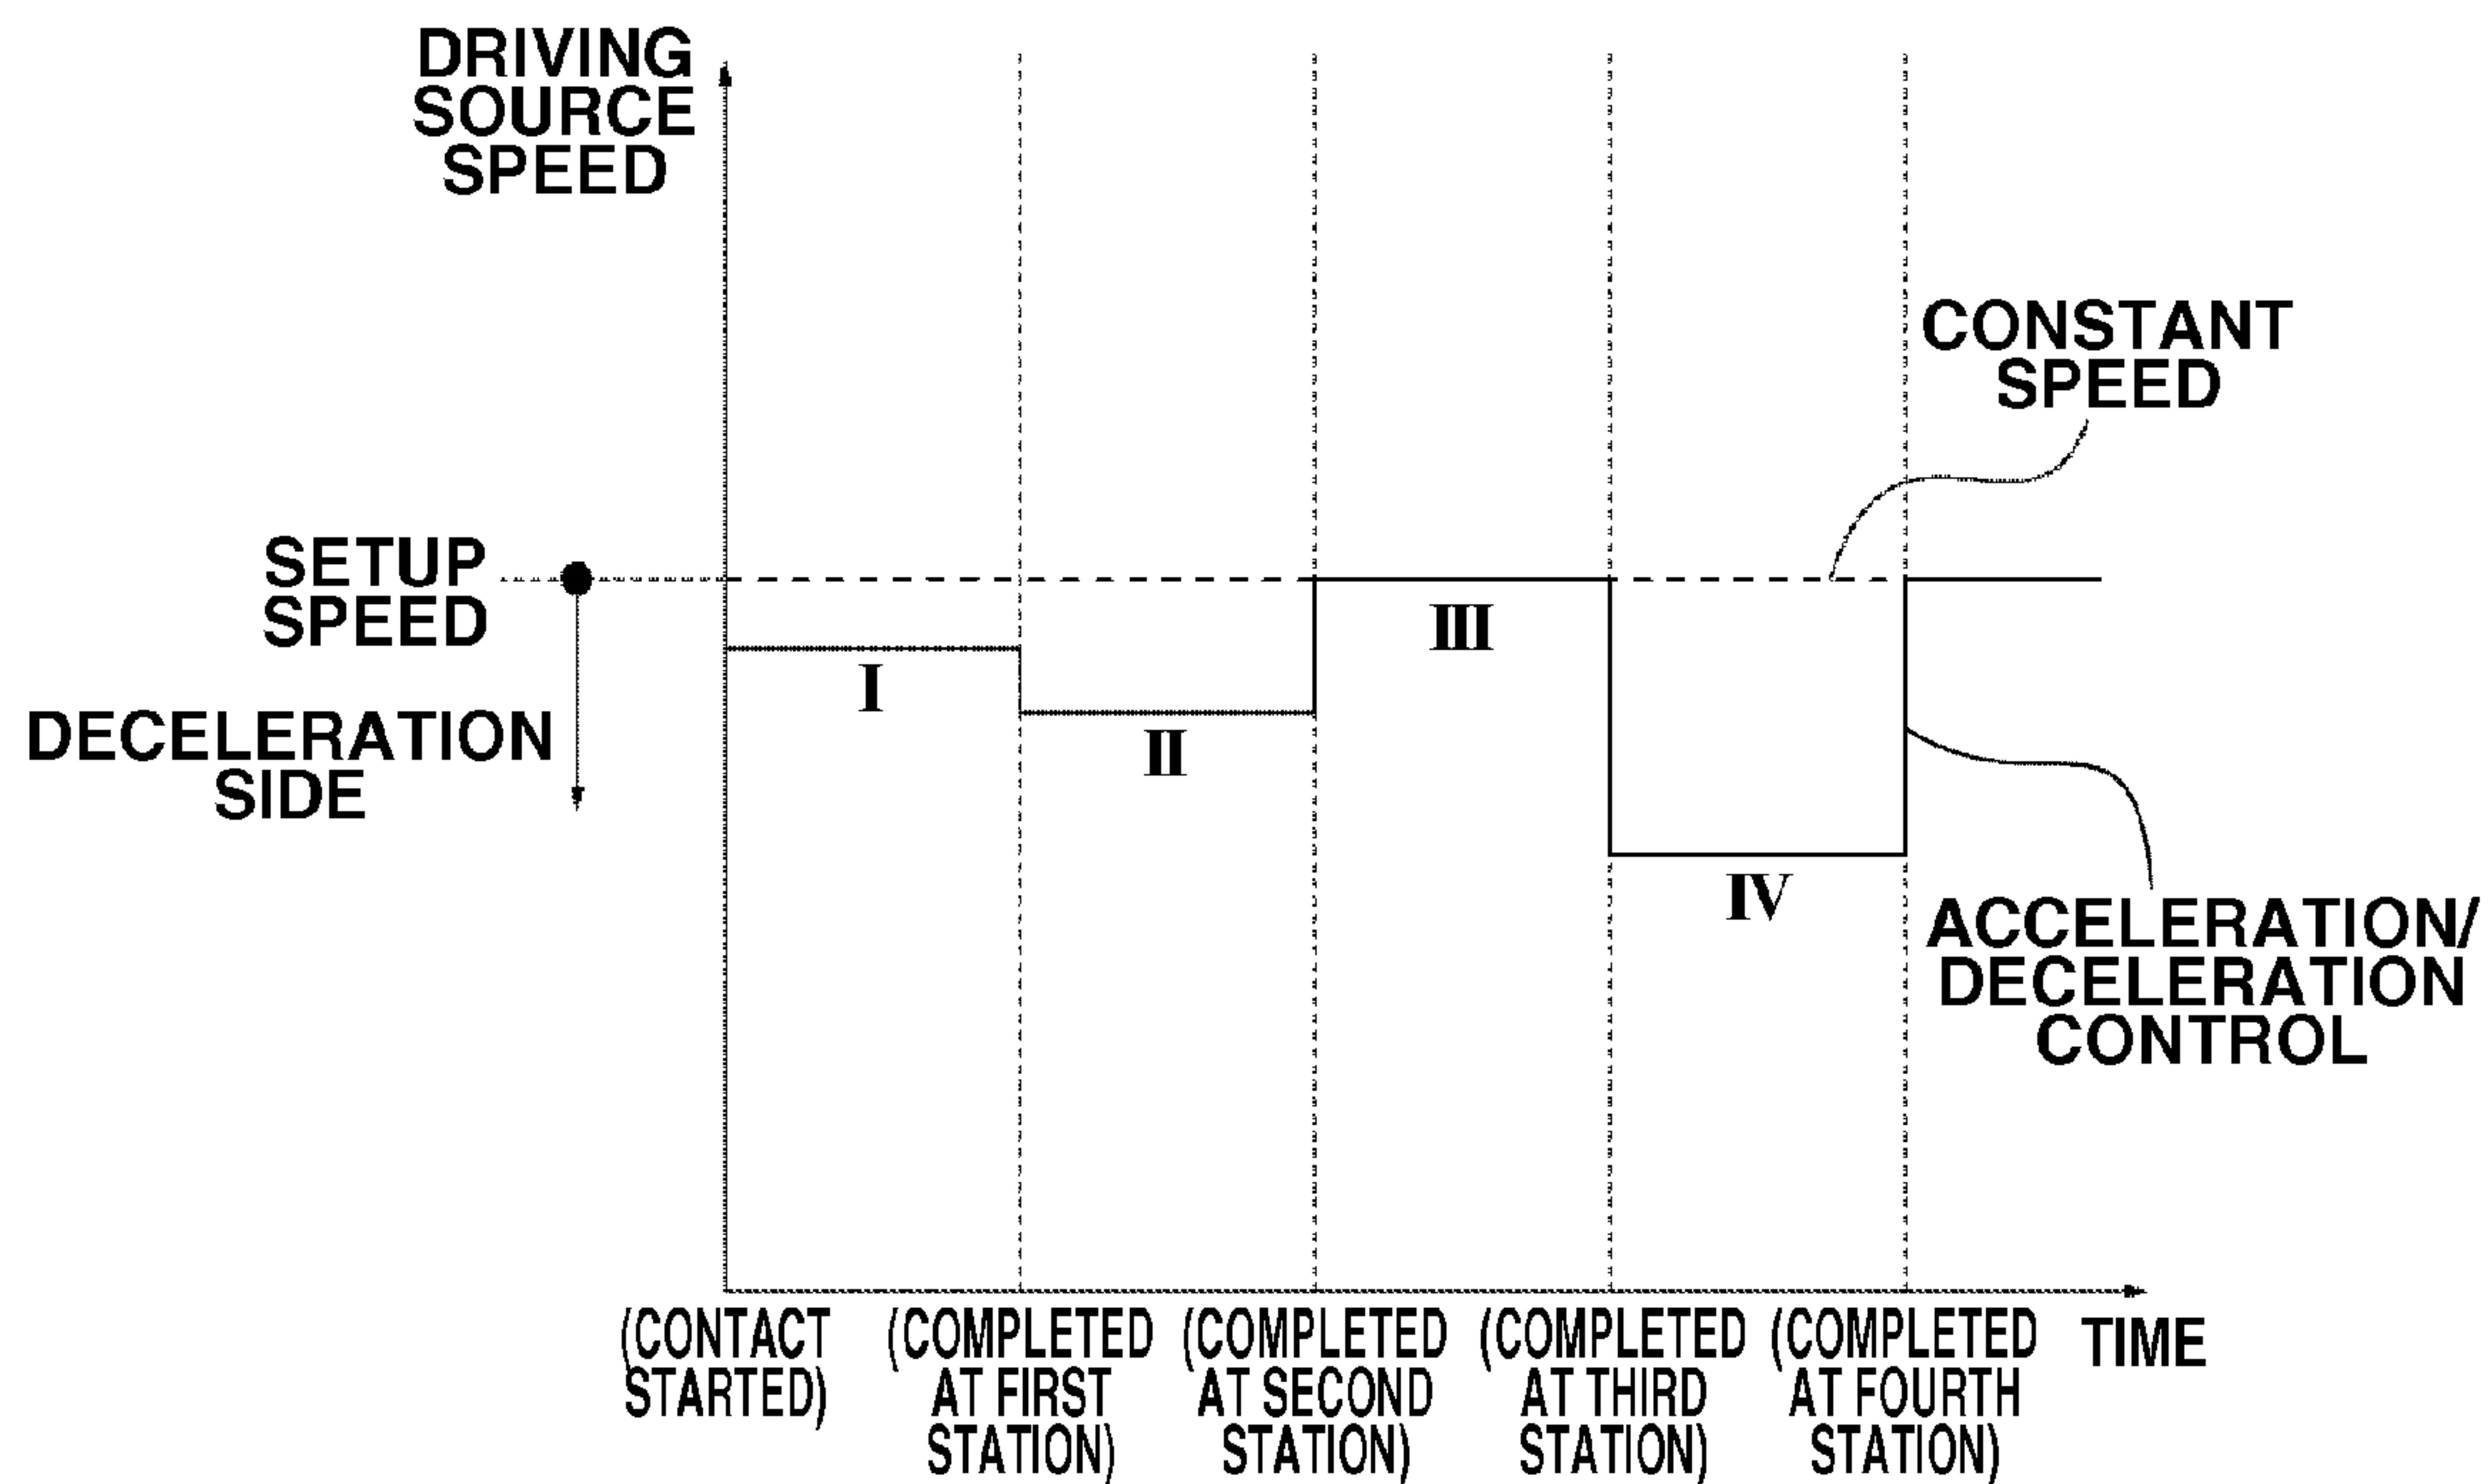 DRIVING
SOURCE
SPEED
CONSTANT
SPEED
SETUP
SPEED
III
I
II
DECELERATION
SIDE
IV
ACCELERATION/
DECELERATION
CONTROL
(CONTACT
STARTED)
(COMPLETED
AT FIRST
STATION)
(COMPLETED
AT SECOND
STATION)
(COMPLETED
AT THIRD
STATION)
(COMPLETED
AT FOURTH
STATION)
TIME